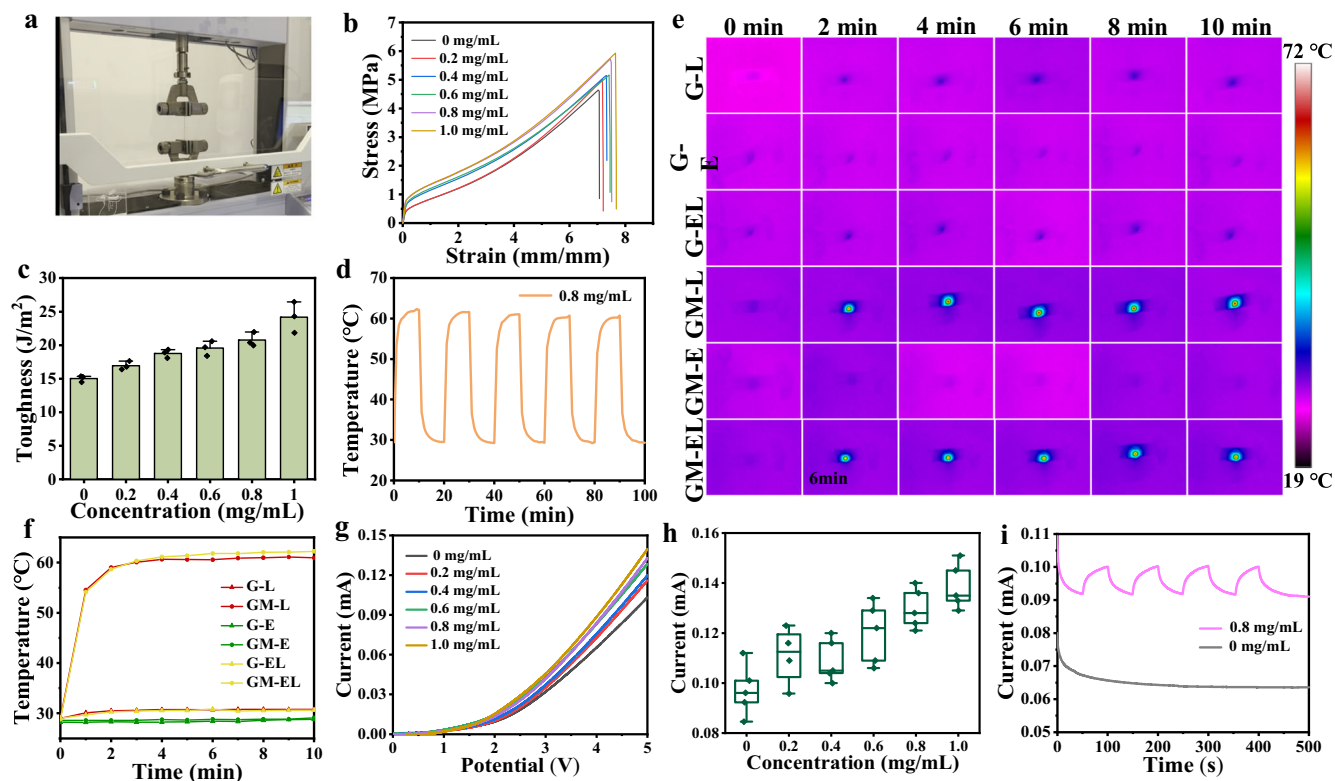 a
b
6
5
4
3
2
1
0
0 mg/mL
0.2 mg/mL
0.4 mg/mL
0.6 mg/mL
0.8 mg/mL
1.0 mg/mL
Stress (MPa)
0 2 4 6 8
Strain (mm/mm)
c
30
25
20
15
10
5
0
Toughness (J/m²)
0 0.2 0.4 0.6 0.8 1
Concentration (mg/mL)
d
70
60
50
40
30
20
0.8 mg/mL
Temperature (°C)
0 20 40 60 80 100
Time (min)
e
0 min 2 min 4 min 6 min 8 min 10 min
G-L
G-
E
G-EL
GM-L
GM-E
GM-EL
6min
72 °C
19 °C
f
60
50
40
30
G-L
GM-L
G-E
GM-E
G-EL
GM-EL
Temperature (°C)
0 2 4 6 8 10
Time (min)
g
0.15
0.12
0.09
0.06
0.03
0.00
0 mg/mL
0.2 mg/mL
0.4 mg/mL
0.6 mg/mL
0.8 mg/mL
1.0 mg/mL
Current (mA)
0 1 2 3 4 5
Potential (V)
h
0.16
0.14
0.12
0.10
0.08
Current (mA)
0 0.2 0.4 0.6 0.8 1.0
Concentration (mg/mL)
i
0.11
0.10
0.09
0.08
0.07
0.06
0.05
0.8 mg/mL
0 mg/mL
Current (mA)
0 100 200 300 400 500
Time (s)